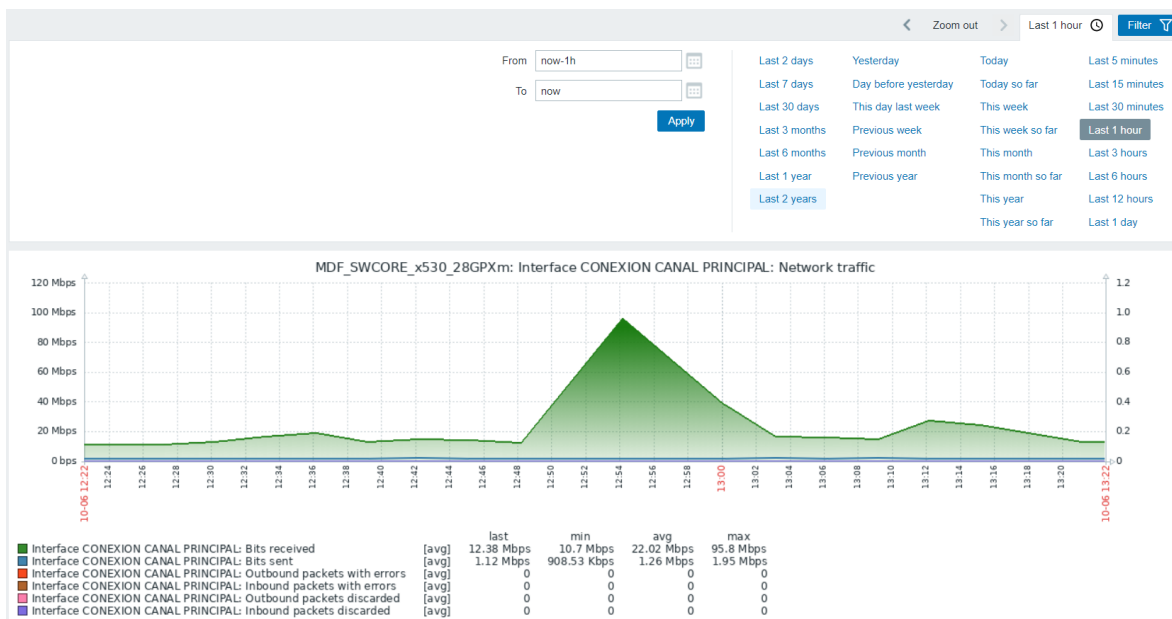 Zoom out Last 1 hour Filter
From now-1h
To now
Apply
Last 2 days Yesterday Today Last 5 minutes
Last 7 days Day before yesterday Today so far Last 15 minutes
Last 30 days This day last week This week Last 30 minutes
Last 3 months Previous week This week so far Last 1 hour
Last 6 months Previous month This month Last 3 hours
Last 1 year Previous year This month so far Last 6 hours
Last 2 years This year Last 12 hours
This year so far Last 1 day
MDF_SWCORE_x530_28GPXm: Interface CONEXION CANAL PRINCIPAL: Network traffic
120 Mbps 1.2
100 Mbps 1.0
80 Mbps 0.8
60 Mbps 0.6
40 Mbps 0.4
20 Mbps 0.2
0 bps 0
10-06 12:22 12:24 12:26 12:28 12:30 12:32 12:34 12:36 12:38 12:40 12:42 12:44 12:46 12:48 12:50 12:52 12:54 12:56 12:58 13:00 13:02 13:04 13:06 13:08 13:10 13:12 13:14 13:16 13:18 13:20 10-06 13:22
last min avg max
Interface CONEXION CANAL PRINCIPAL: Bits received [avg] 12.38 Mbps 10.7 Mbps 22.02 Mbps 95.8 Mbps
Interface CONEXION CANAL PRINCIPAL: Bits sent [avg] 1.12 Mbps 908.53 Kbps 1.26 Mbps 1.95 Mbps
Interface CONEXION CANAL PRINCIPAL: Outbound packets with errors [avg] 0 0 0 0
Interface CONEXION CANAL PRINCIPAL: Inbound packets with errors [avg] 0 0 0 0
Interface CONEXION CANAL PRINCIPAL: Outbound packets discarded [avg] 0 0 0 0
Interface CONEXION CANAL PRINCIPAL: Inbound packets discarded [avg] 0 0 0 0